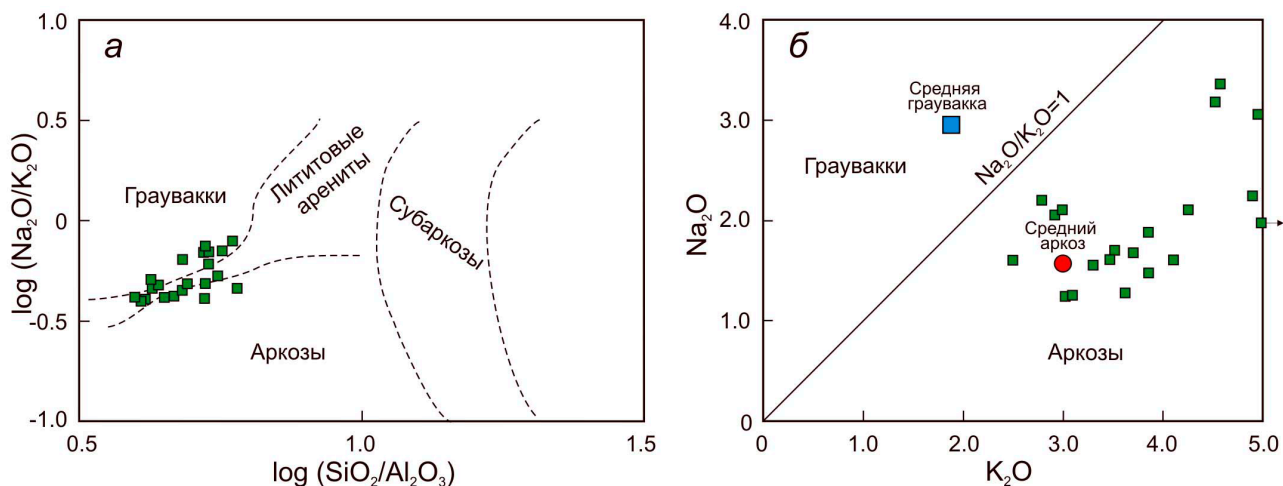 а
1.0
0.5
0
-0.5
-1.0
log (Na₂O/K₂O)
Граувакки
Лититовые
арениты
Субаркозы
Аркозы
0.5
1.0
1.5
log (SiO₂/Al₂O₃)
б
4.0
3.0
2.0
1.0
0
Na₂O
Средняя
граувакка
Граувакки
Na₂O/K₂O=1
Средний
аркоз
Аркозы
0
1.0
2.0
3.0
4.0
5.0
K₂O